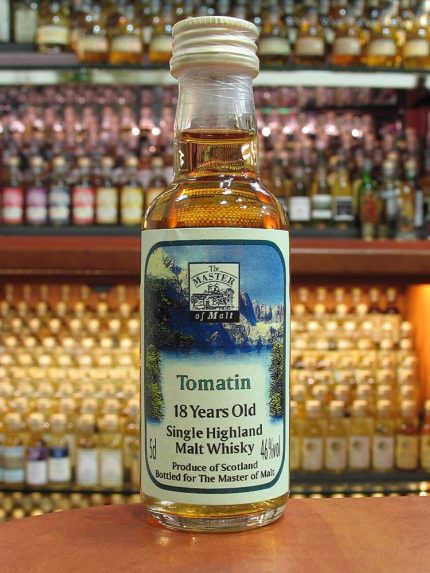 The
MASTER
of Malt
Tomatin
18 Years Old
Single Highland
5cl Malt Whisky 46%vol
Produce of Scotland
Bottled for The Master of Malt